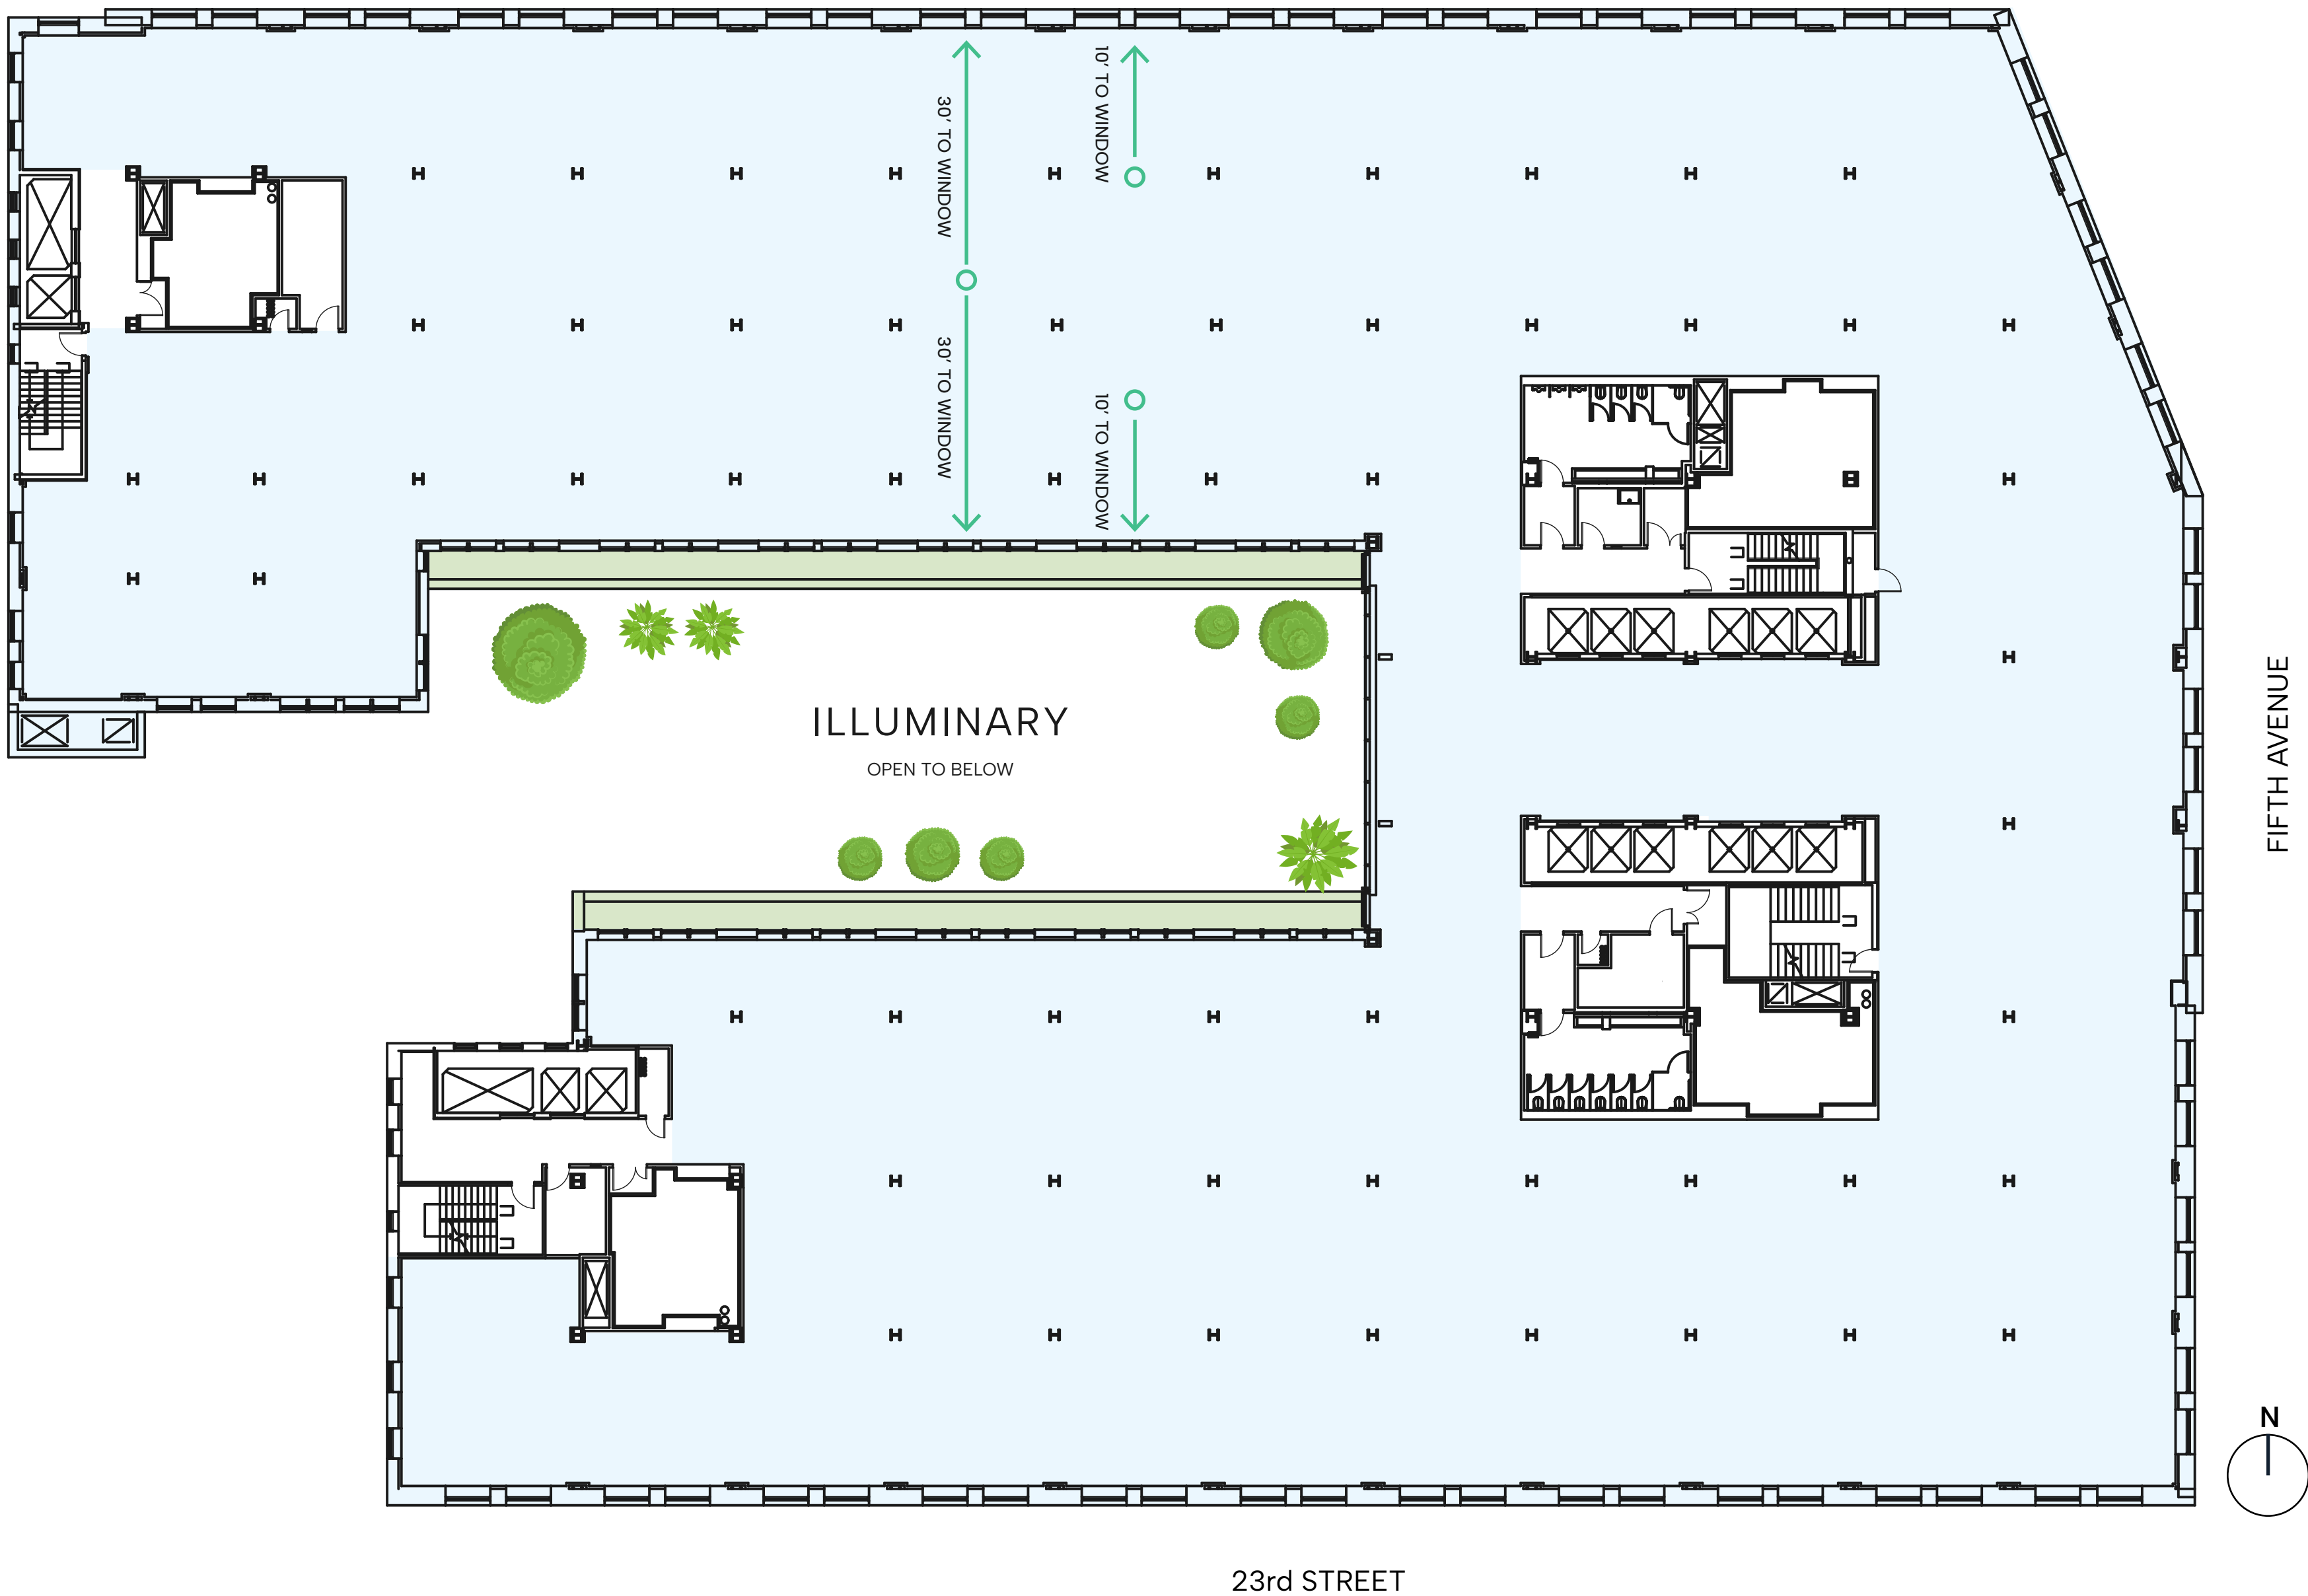 30’ TO WINDOW
10’ TO WINDOW
30’ TO WINDOW
10’ TO WINDOW
ILLUMINARY
OPEN TO BELOW
FIFTH AVENUE
N
23rd STREET